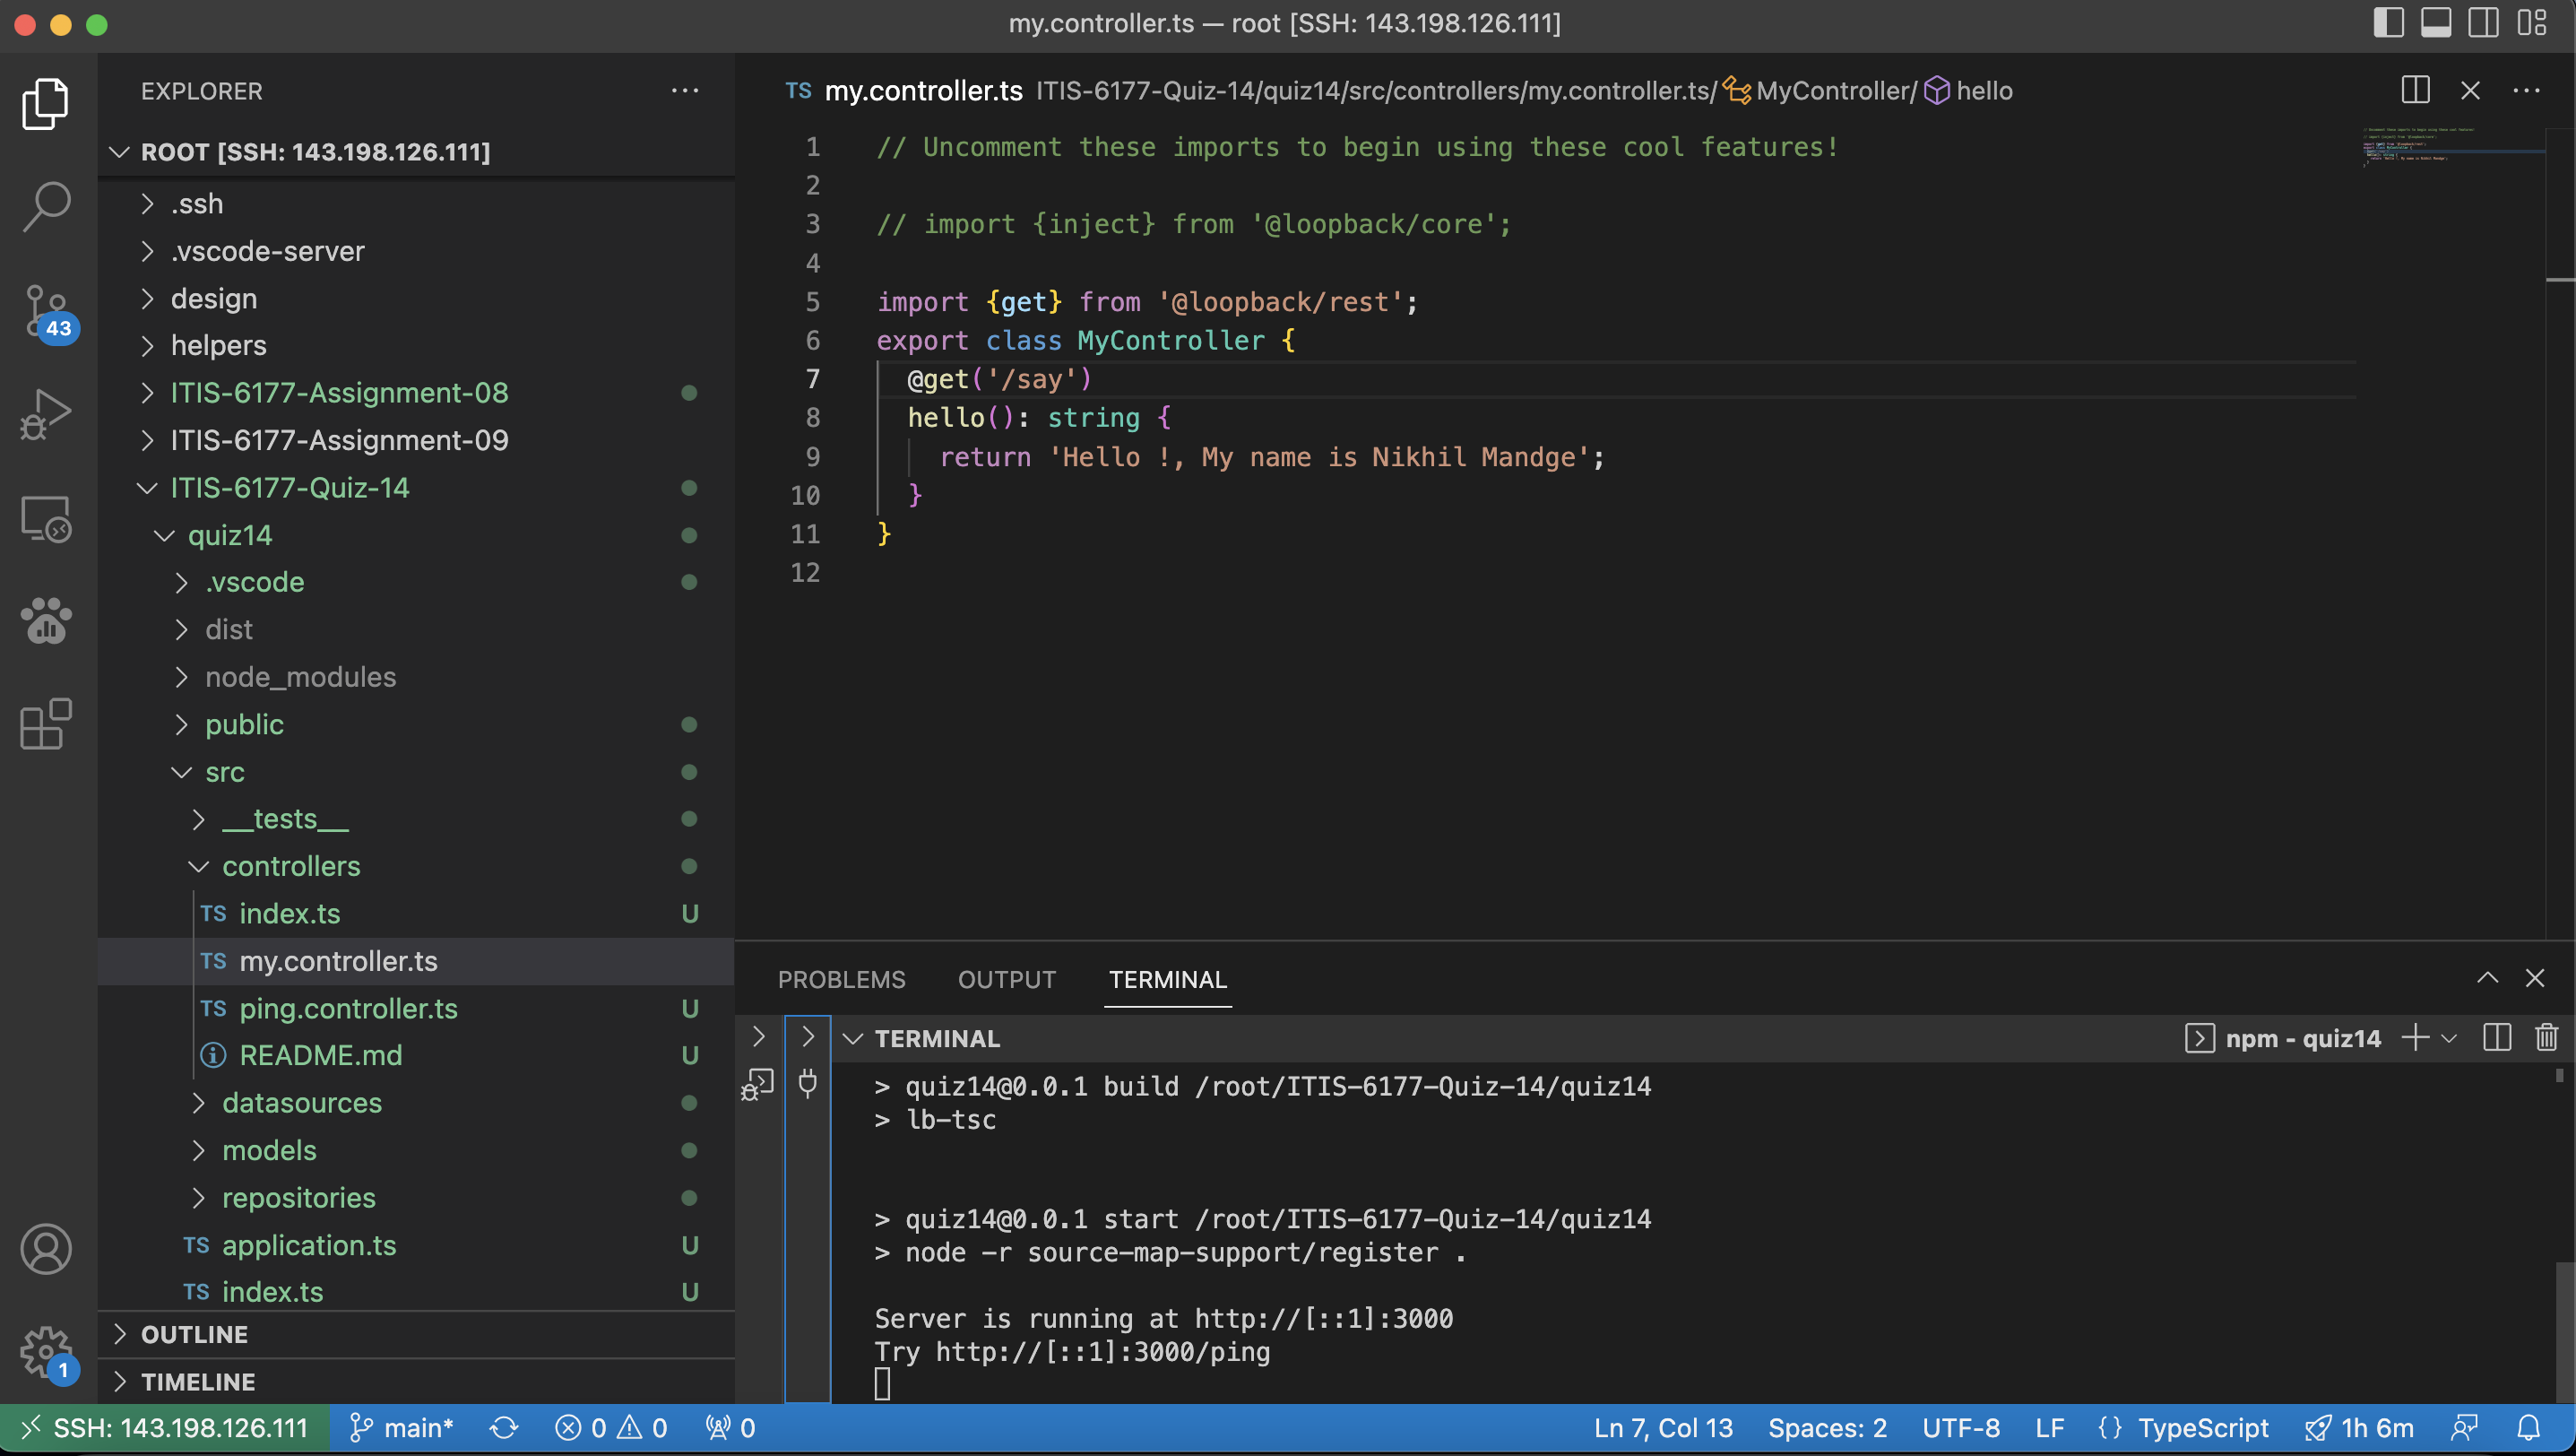 my.controller.ts — root [SSH: 143.198.126.111]
EXPLORER
ROOT [SSH: 143.198.126.111]
.ssh
.vscode-server
design
helpers
ITIS-6177-Assignment-08
ITIS-6177-Assignment-09
ITIS-6177-Quiz-14
quiz14
.vscode
dist
node_modules
public
src
__tests__
controllers
TS index.ts U
TS my.controller.ts
TS ping.controller.ts U
README.md U
datasources
models
repositories
TS application.ts U
TS index.ts U
OUTLINE
TIMELINE
43
1
TS my.controller.ts ITIS-6177-Quiz-14/quiz14/src/controllers/my.controller.ts/ MyController/ hello
1 // Uncomment these imports to begin using these cool features!
2
3 // import {inject} from '@loopback/core';
4
5 import {get} from '@loopback/rest';
6 export class MyController {
7 @get('/say')
8 hello(): string {
9 return 'Hello !, My name is Nikhil Mandge';
10 }
11 }
12
PROBLEMS OUTPUT TERMINAL
TERMINAL npm - quiz14
> quiz14@0.0.1 build /root/ITIS-6177-Quiz-14/quiz14
> lb-tsc
> quiz14@0.0.1 start /root/ITIS-6177-Quiz-14/quiz14
> node -r source-map-support/register .
Server is running at http://[::1]:3000
Try http://[::1]:3000/ping
SSH: 143.198.126.111 main* 0 0 0 Ln 7, Col 13 Spaces: 2 UTF-8 LF {} TypeScript 1h 6m